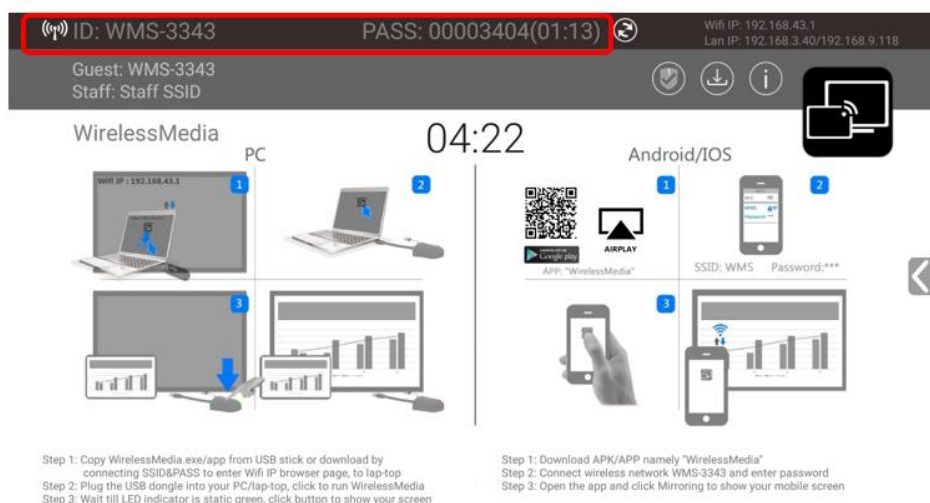 ID: WMS-3343
PASS: 00003404(01:13)
Wifi IP: 192.168.43.1
Lan IP: 192.168.3.40/192.168.9.118
Guest: WMS-3343
Staff: Staff SSID
WirelessMedia
04:22
PC
Android/IOS
Wifi IP : 192.168.43.1
1
2
1
2
Google play
AIRPLAY
APP: "WirelessMedia"
SSID: WMS Password:***
3
3
Step 1: Copy WirelessMedia.exe/app from USB stick or download by
connecting SSID&PASS to enter Wifi IP browser page, to lap-top
Step 2: Plug the USB dongle into your PC/lap-top, click to run WirelessMedia
Step 3: Wait till LED indicator is static green, click button to show your screen
Step 1: Download APK/APP namely "WirelessMedia"
Step 2: Connect wireless network WMS-3343 and enter password
Step 3: Open the app and click Mirroring to show your mobile screen